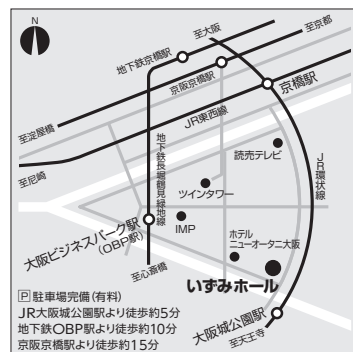 N
至大阪
至京都
地下鉄京橋駅
京阪京橋駅
京橋駅
至淀屋橋
JR東西線
至尼崎
地下鉄長堀鶴見緑地線
読売テレビ
JR環状線
ツインタワー
大阪ビジネスパーク駅
(OBP駅)
IMP
ホテル
ニューオータニ大阪
至心斎橋
いずみホール
P 駐車場完備(有料)
JR大阪城公園駅より徒歩約5分
地下鉄OBP駅より徒歩約10分
京阪京橋駅より徒歩約15分
大阪城公園駅
至天王寺